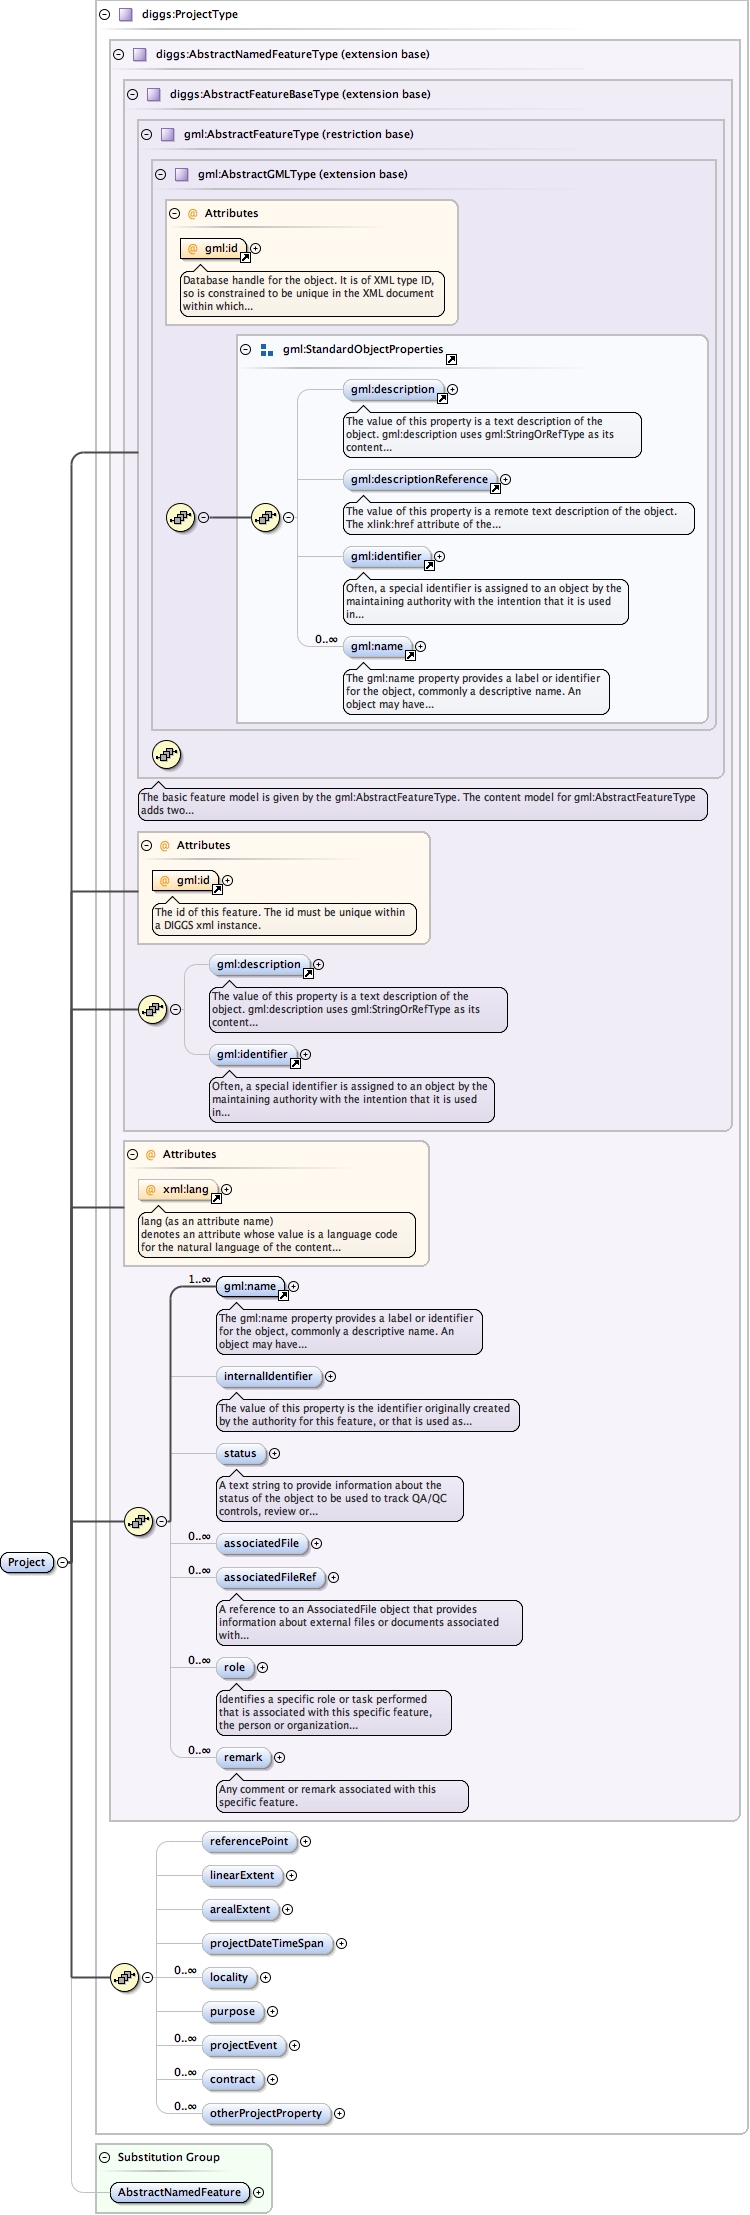 diggs:ProjectType
diggs:AbstractNamedFeatureType (extension base)
diggs:AbstractFeatureBaseType (extension base)
gml:AbstractFeatureType (restriction base)
gml:AbstractGMLType (extension base)
@ Attributes
@ gml:id
Database handle for the object. It is of XML type ID,
so is constrained to be unique in the XML document
within which...
gml:StandardObjectProperties
gml:description
The value of this property is a text description of the
object. gml:description uses gml:StringOrRefType as its
content...
gml:descriptionReference
The value of this property is a remote text description of the object.
The xlink:href attribute of the...
gml:identifier
Often, a special identifier is assigned to an object by the
maintaining authority with the intention that it is used
in...
0..∞
gml:name
The gml:name property provides a label or identifier
for the object, commonly a descriptive name. An
object may have...
The basic feature model is given by the gml:AbstractFeatureType. The content model for gml:AbstractFeatureType
adds two...
@ Attributes
@ gml:id
The id of this feature. The id must be unique within
a DIGGS xml instance.
gml:description
The value of this property is a text description of the
object. gml:description uses gml:StringOrRefType as its
content...
gml:identifier
Often, a special identifier is assigned to an object by the
maintaining authority with the intention that it is used
in...
@ Attributes
@ xml:lang
lang (as an attribute name)
denotes an attribute whose value is a language code
for the natural language of the content...
1..∞
gml:name
The gml:name property provides a label or identifier
for the object, commonly a descriptive name. An
object may have...
internalIdentifier
The value of this property is the identifier originally created
by the authority for this feature, or that is used as...
status
A text string to provide information about the
status of the object to be used to track QA/QC
controls, review or...
0..∞
associatedFile
0..∞
associatedFileRef
A reference to an AssociatedFile object that provides
information about external files or documents associated
with...
0..∞
role
Identifies a specific role or task performed
that is associated with this specific feature,
the person or organization...
0..∞
remark
Any comment or remark associated with this
specific feature.
Project
referencePoint
linearExtent
arealExtent
projectDateTimeSpan
0..∞
locality
purpose
0..∞
projectEvent
0..∞
contract
0..∞
otherProjectProperty
Substitution Group
AbstractNamedFeature